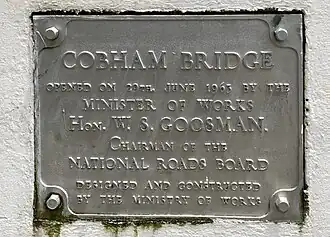 COBHAM BRIDGE
OPENED ON 29TH. JUNE 1963 BY THE
MINISTER OF WORKS
HON. W. S. GOOSMAN.
CHAIRMAN OF THE
NATIONAL ROADS BOARD
DESIGNED AND CONSTRUCTED
BY THE MINISTRY OF WORKS